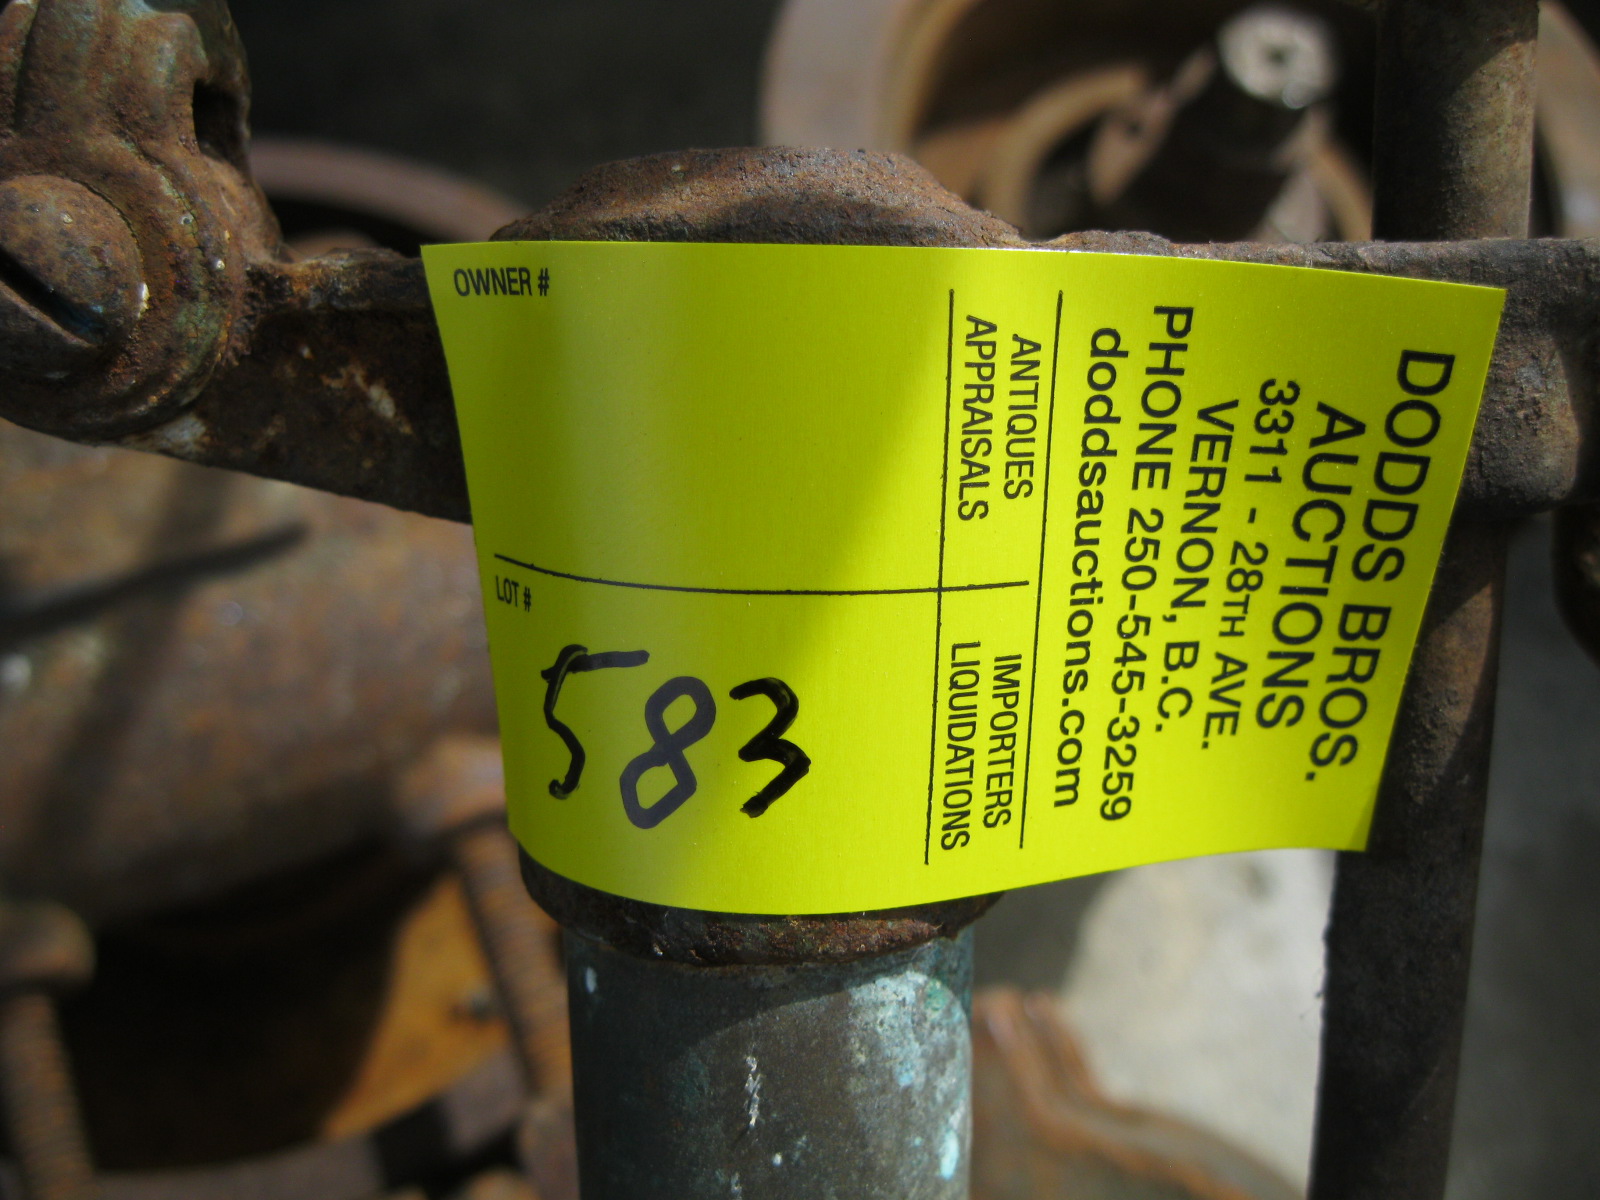 DODDS BROS.
AUCTIONS
3311 - 28TH AVE.
VERNON, B.C.
PHONE 250-545-3259
doddsauctions.com
ANTIQUES
APPRAISALS
IMPORTERS
LIQUIDATIONS
OWNER #
LOT #
583